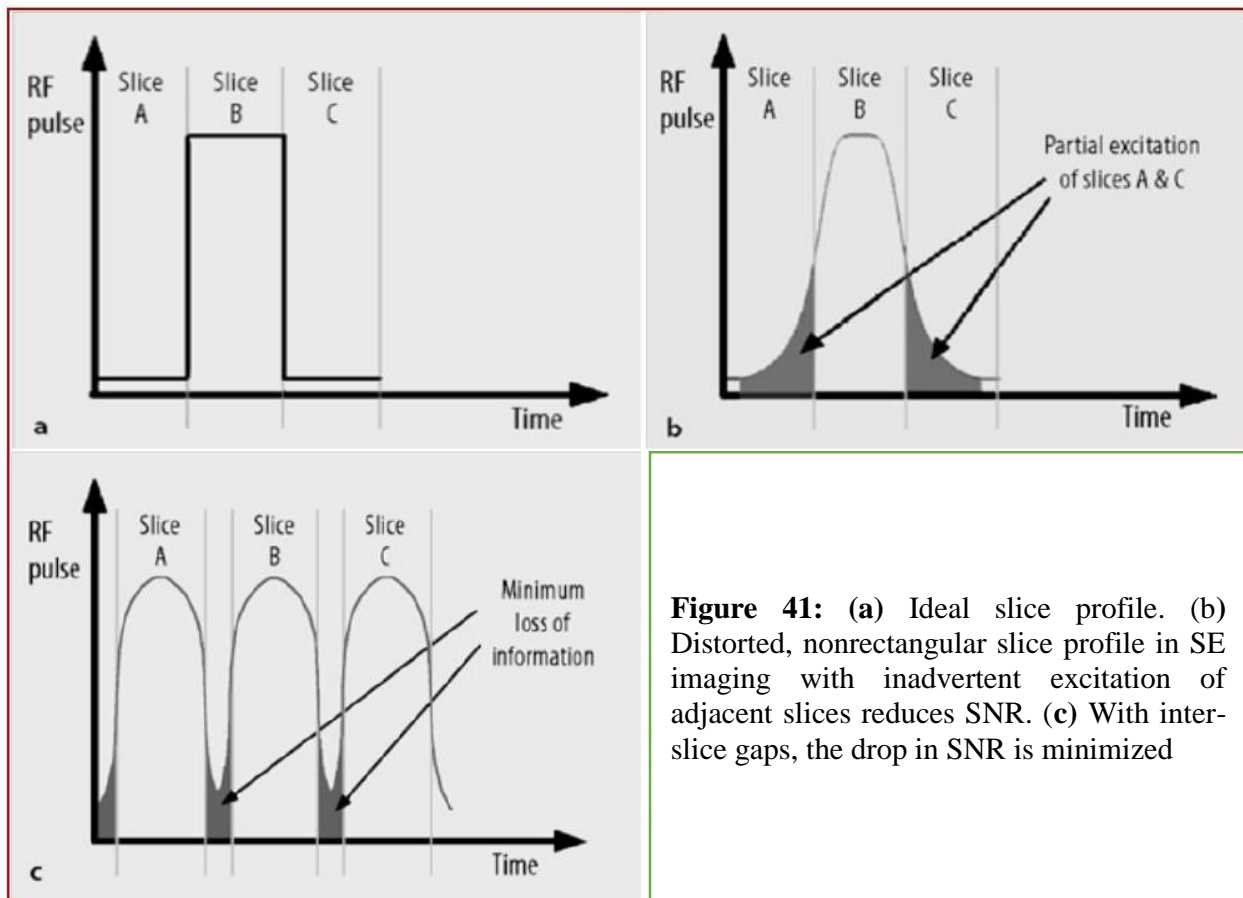 RF
pulse
Slice
A
Slice
B
Slice
C
Time
a
RF
pulse
Slice
A
Slice
B
Slice
C
Partial excitation
of slices A & C
Time
b
RF
pulse
Slice
A
Slice
B
Slice
C
Minimum
loss of
information
Time
c
Figure 41: (a) Ideal slice profile. (b)
Distorted, nonrectangular slice profile in SE
imaging with inadvertent excitation of
adjacent slices reduces SNR. (c) With inter-
slice gaps, the drop in SNR is minimized